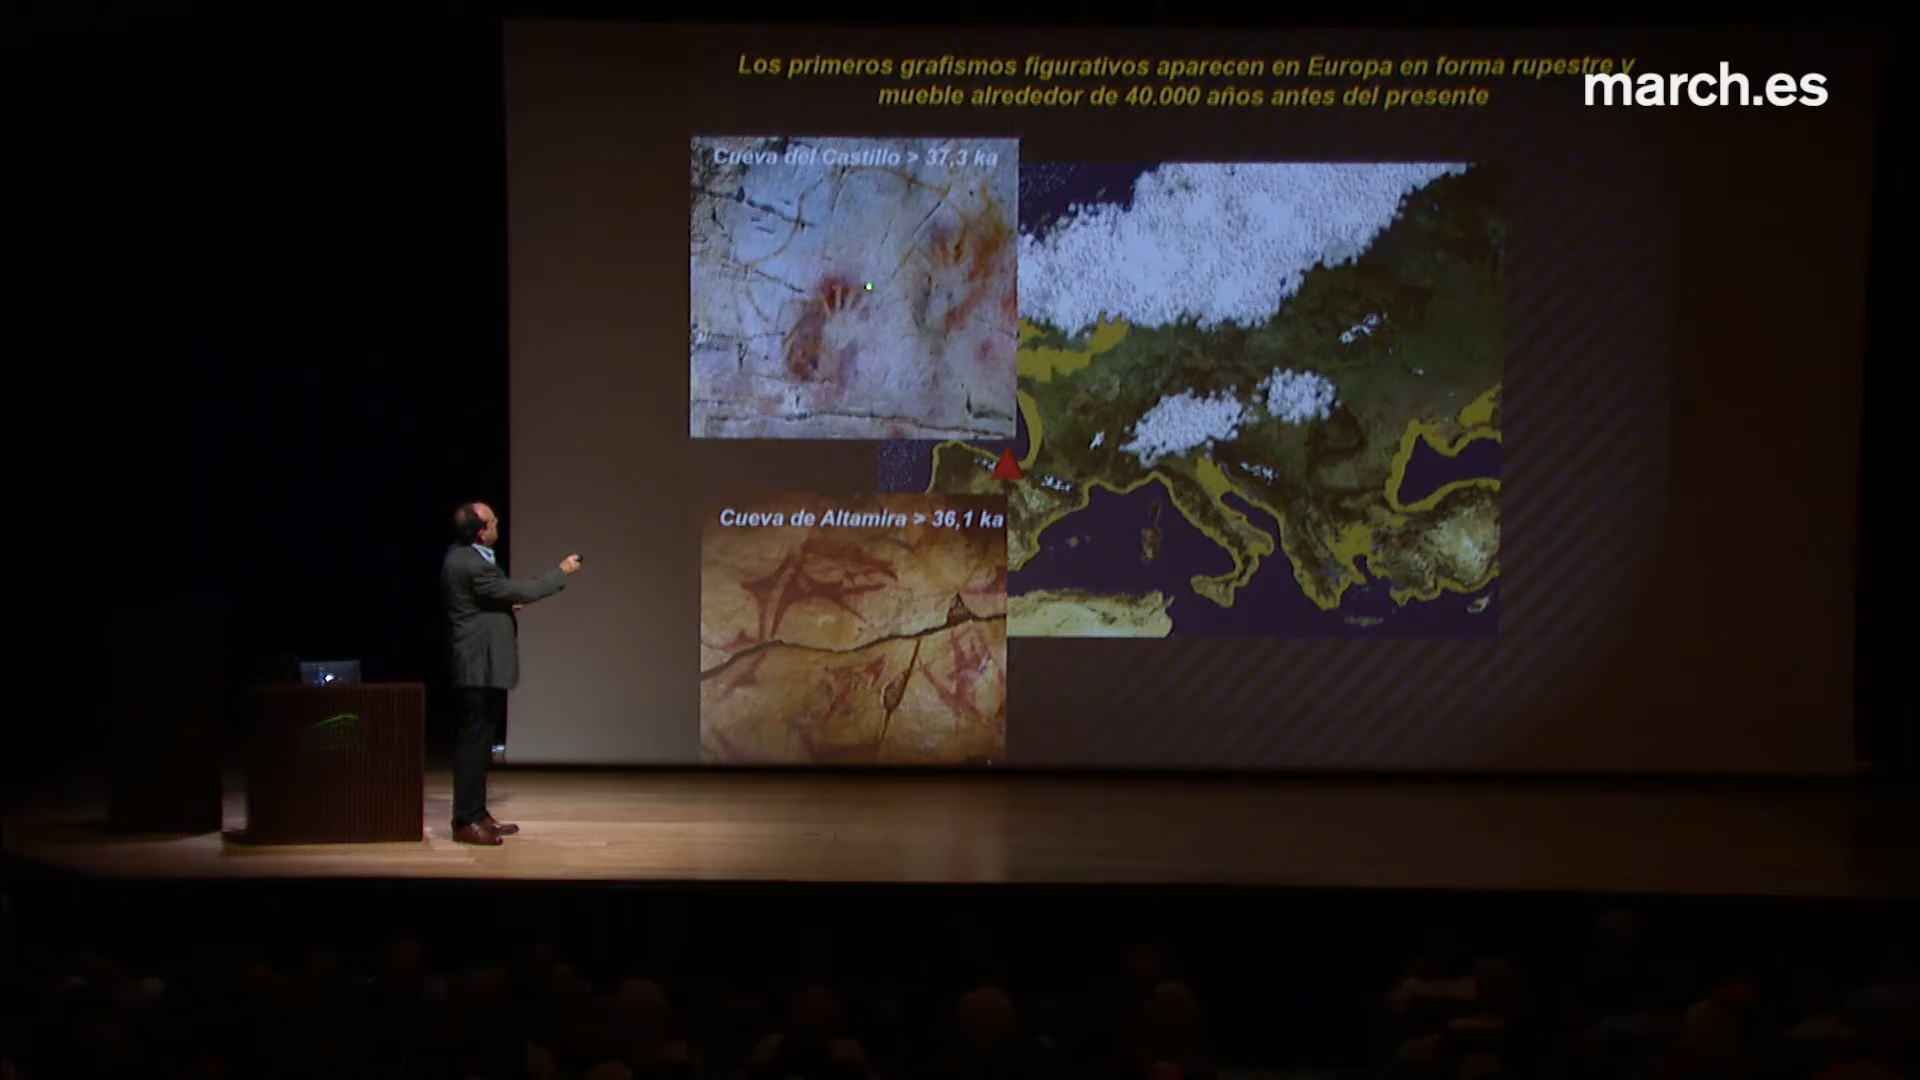 Los primeros grafismos figurativos aparecen en Europa en forma rupestre y
mueble alrededor de 40.000 años antes del presente
march.es
Cueva del Castillo > 37,3 ka
Cueva de Altamira > 36,1 ka